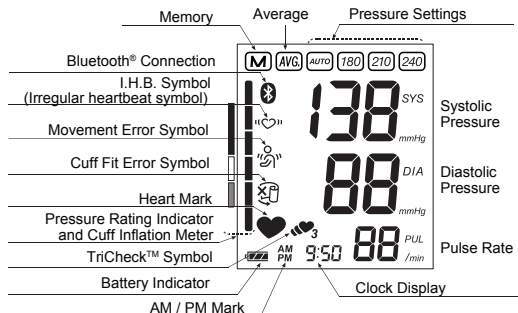 Memory
Average
Pressure Settings
M AVG. AUTO 180 210 240
Bluetooth® Connection
I.H.B. Symbol
(Irregular heartbeat symbol)
138 SYS
mmHg
Systolic
Pressure
Movement Error Symbol
Cuff Fit Error Symbol
88 DIA
mmHg
Diastolic
Pressure
Heart Mark
Pressure Rating Indicator
and Cuff Inflation Meter
TriCheck™ Symbol
3
AM
PM
9:50
88 PUL
/min
Pulse Rate
Battery Indicator
Clock Display
AM / PM Mark